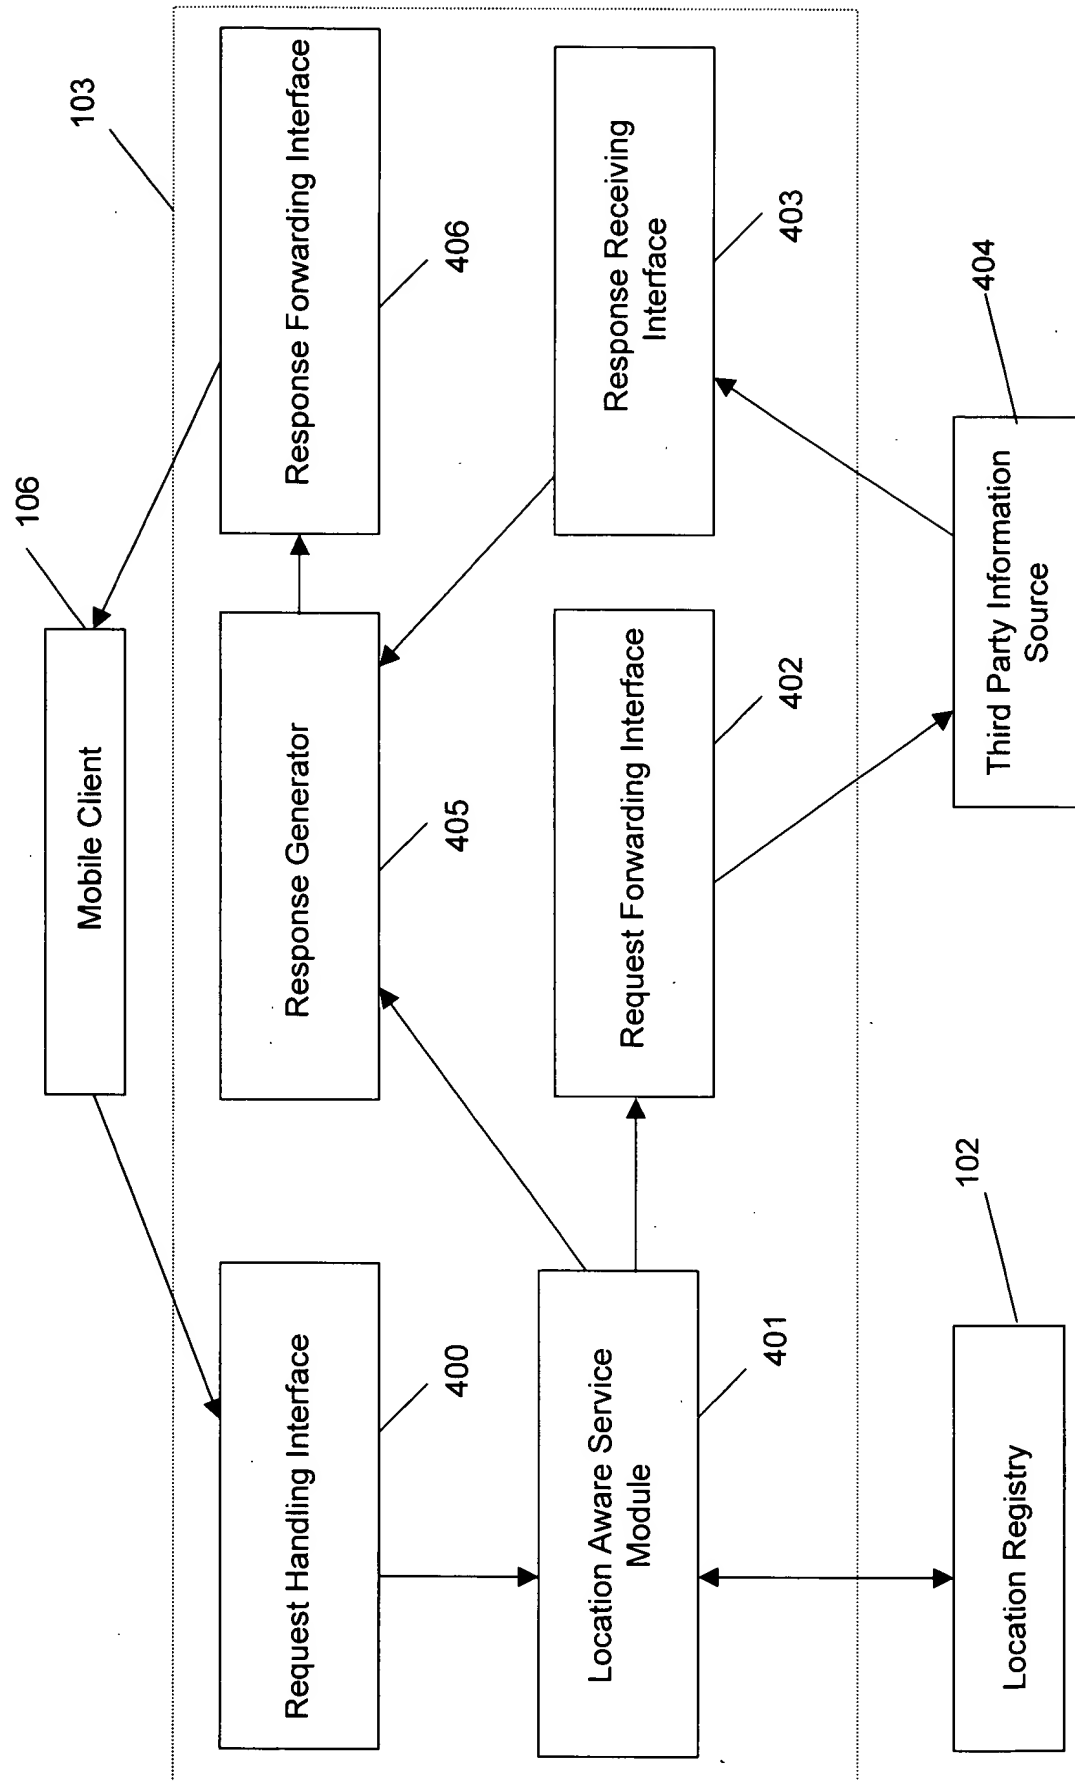 103
106
Mobile Client
Request Handling Interface
400
Response Generator
405
Response Forwarding Interface
406
Location Aware Service
Module
401
Request Forwarding Interface
402
Response Receiving
Interface
403
Location Registry
102
Third Party Information
Source
404